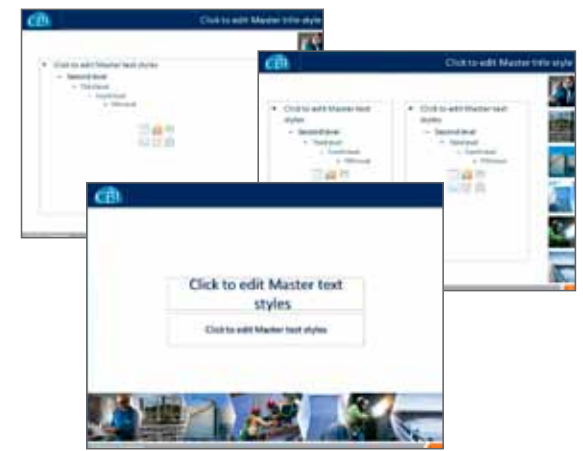 CBI
Click to edit Master title style
Click to edit Master text styles
Second level
Third level
Fourth level
Fifth level
CBI
Click to edit Master title style
Click to edit Master text
styles
Second level
Third level
Fourth level
Fifth level
Click to edit Master text
styles
Second level
Third level
Fourth level
Fifth level
CBI
Click to edit Master text
styles
Click to edit Master text styles